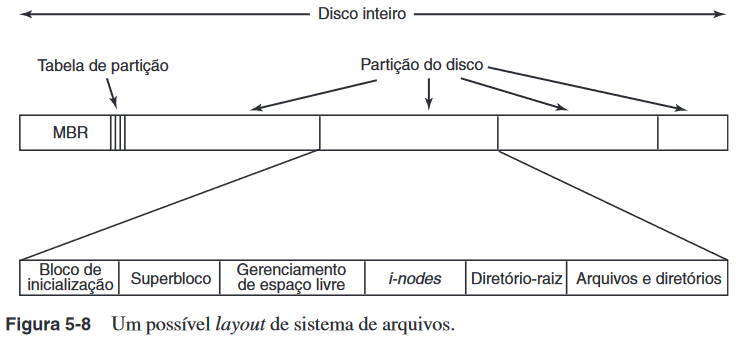 Disco inteiro
Tabela de partição
Partição do disco
MBR
Bloco de
inicialização
Superbloco
Gerenciamento
de espaço livre
i-nodes
Diretório-raiz
Arquivos e diretórios
Figura 5-8 Um possível layout de sistema de arquivos.